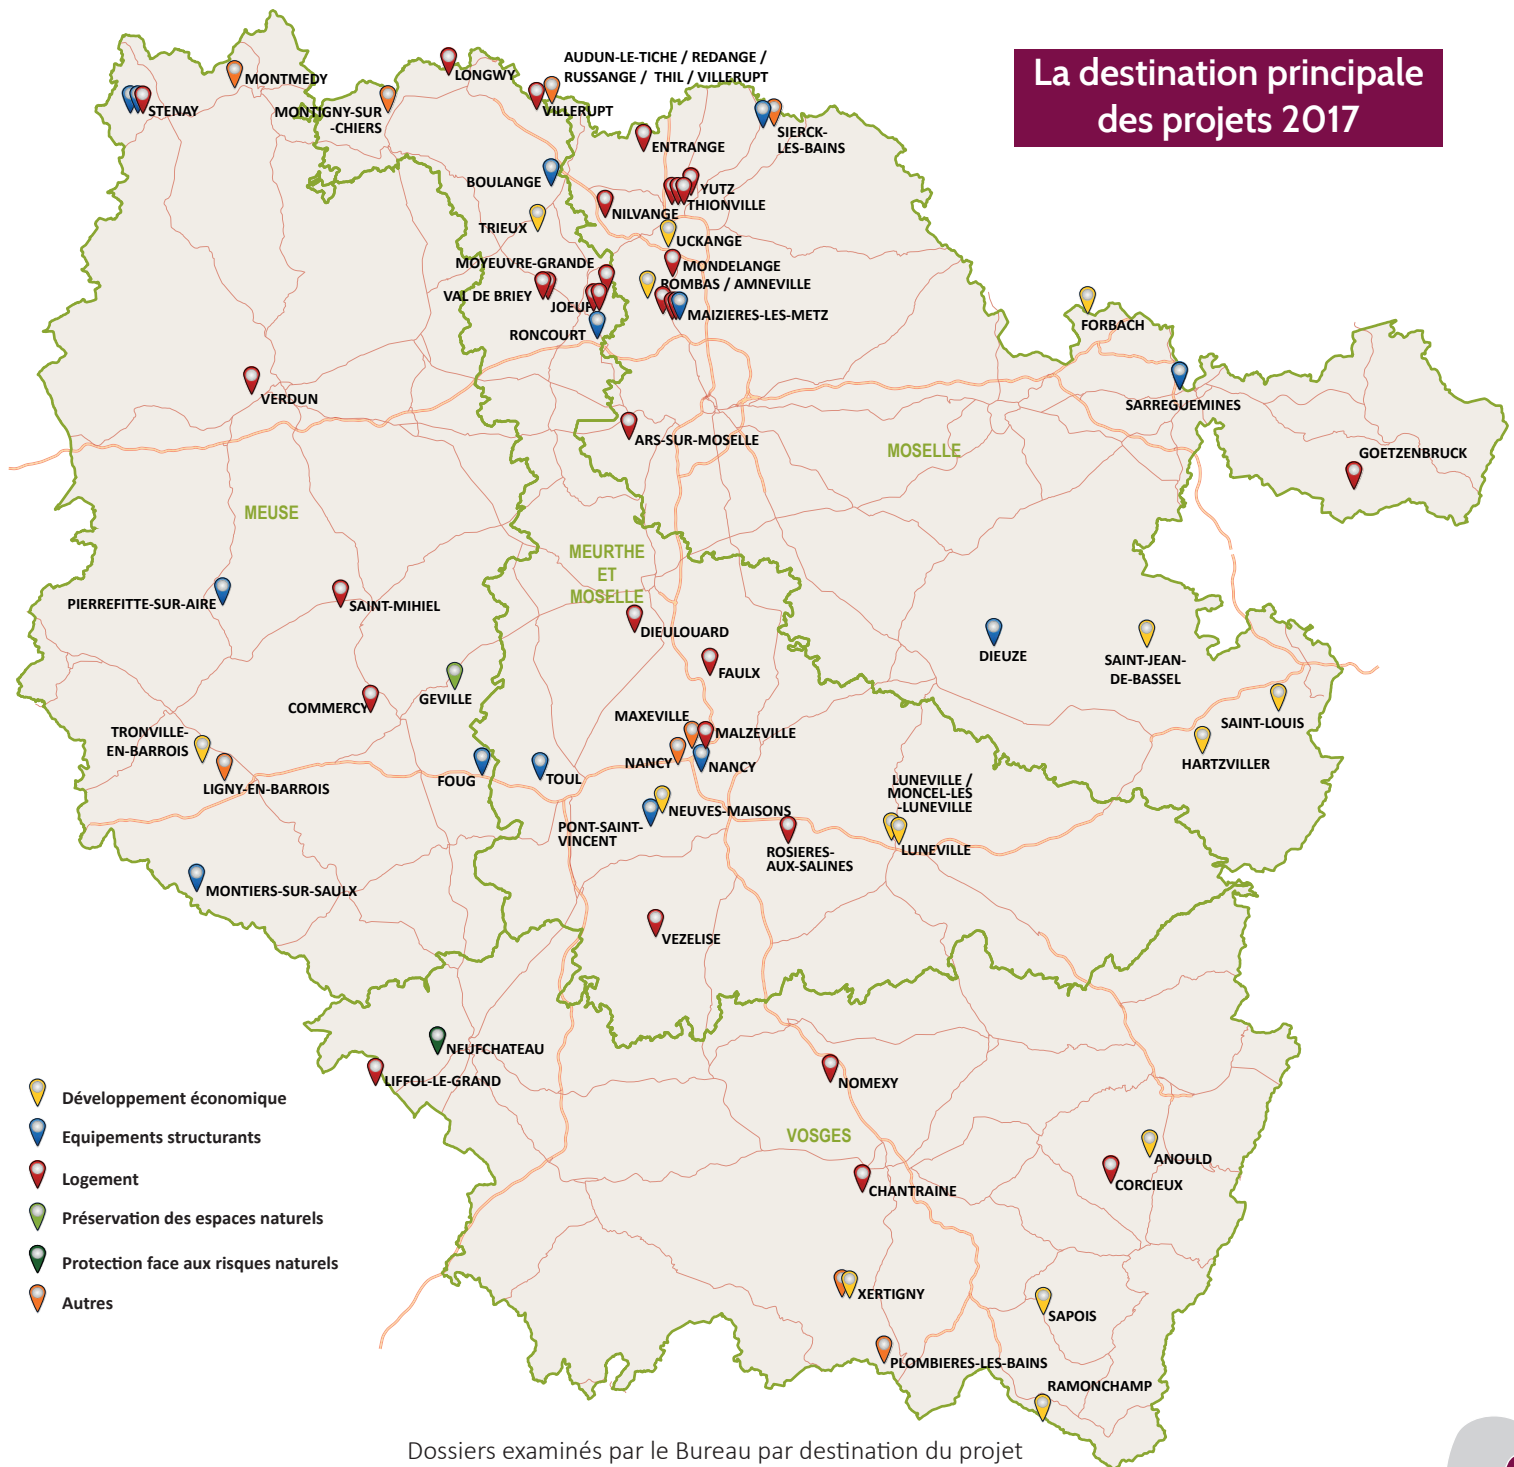 La destination principale
des projets 2017
AUDUN-LE-TICHE / REDANGE /
RUSSANGE / THIL / VILLERUPT
LONGWY
MONTMEDY
STENAY
MONTIGNY-SUR
-CHIERS
VILLERUPT
SIERCK-
LES-BAINS
ENTRANGE
BOULANGE
YUTZ
THIONVILLE
NILVANGE
TRIEUX
UCKANGE
MOYEUVRE-GRANDE
MONDELANGE
ROMBAS / AMNEVILLE
VAL DE BRIEY
JOEUF
MAIZIERES-LES-METZ
RONCOURT
FORBACH
SARREGUEMINES
VERDUN
ARS-SUR-MOSELLE
MOSELLE
GOETZENBRUCK
MEUSE
MEURTHE
ET
MOSELLE
PIERREFITTE-SUR-AIRE
SAINT-MIHIEL
DIEULOUARD
DIEUZE
SAINT-JEAN-
DE-BASSEL
FAULX
GEVILLE
COMMERCY
SAINT-LOUIS
MAXEVILLE
MALZEVILLE
TRONVILLE-
EN-BARROIS
NANCY
NANCY
HARTZVILLER
FOUG
TOUL
LIGNY-EN-BARROIS
LUNEVILLE /
MONCEL-LES
-LUNEVILLE
NEUVES-MAISONS
PONT-SAINT-
VINCENT
ROSIERES-
AUX-SALINES
LUNEVILLE
MONTIERS-SUR-SAULX
VEZELISE
NEUFCHATEAU
LIFFOL-LE-GRAND
NOMEXY
VOSGES
ANOULD
CORCIEUX
CHANTRAINE
XERTIGNY
SAPOIS
PLOMBIERES-LES-BAINS
RAMONCHAMP
Développement économique
Equipements structurants
Logement
Préservation des espaces naturels
Protection face aux risques naturels
Autres
Dossiers examinés par le Bureau par destination du projet